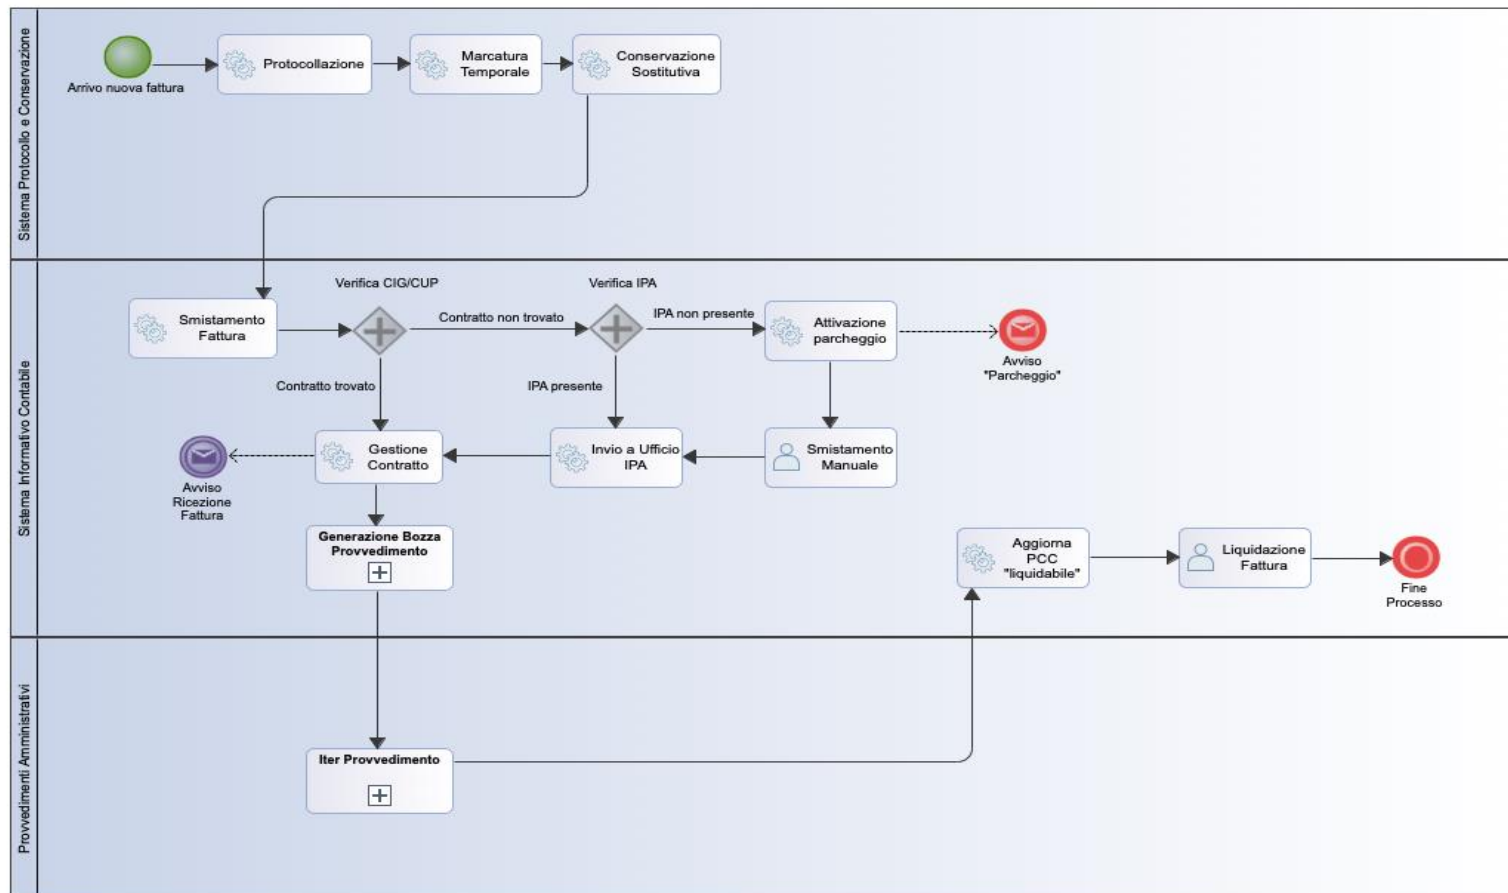 Sistema Protocollo e Conservazione
Arrivo nuova fattura
Protocollazione
Marcatura
Temporale
Conservazione
Sostitutiva
Sistema Informativo Contabile
Smistamento
Fattura
Verifica CIG/CUP
Contratto non trovato
Verifica IPA
IPA non presente
Attivazione
parcheggio
Avviso
"Parcheggio"
Contratto trovato
IPA presente
Avviso
Ricezione
Fattura
Gestione
Contratto
Invio a Ufficio
IPA
Smistamento
Manuale
Generazione Bozza
Provvedimento
Aggiorna
PCC
"liquidabile"
Liquidazione
Fattura
Fine
Processo
Provvedimenti Amministrativi
Iter Provvedimento